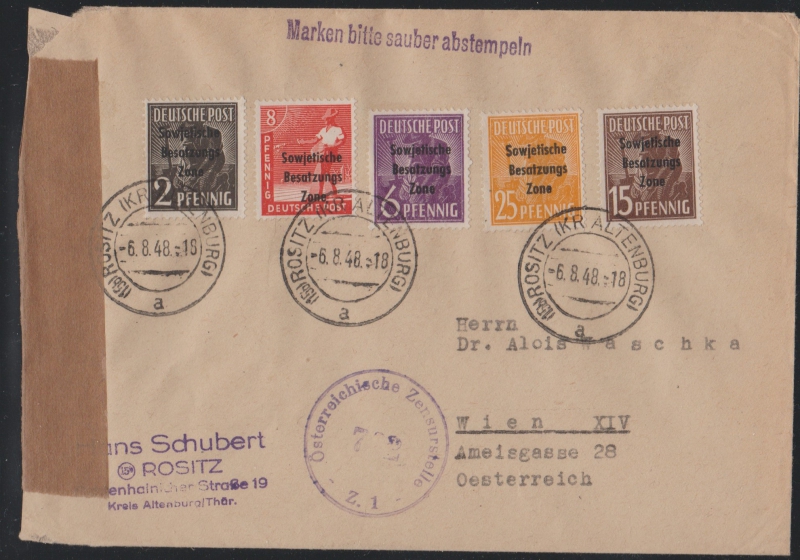 Marken bitte sauber abstempeln
DEUTSCHE POST
Sowjetische
Besatzungs
Zone
2 PFENNIG
8
PFENNIG
Sowjetische
Besatzungs
Zone
DEUTSCHE POST
DEUTSCHE POST
Sowjetische
Besatzungs
Zone
6 PFENNIG
DEUTSCHE POST
Sowjetische
Besatzungs
Zone
25 PFENNIG
DEUTSCHE POST
Sowjetische
Besatzungs
Zone
15 PFENNIG
ROSITZ (KR ALTENBURG)
-6.8.48.-18
a
(15b) ROSITZ (KR ALTENBURG)
-6.8.48.-18
a
(15b) ROSITZ (KR ALTENBURG)
-6.8.48.-18
a
Herrn
Dr. Alois Waschka
Wien XIV
Ameisgasse 28
Oesterreich
Österreichische Zensurstelle
- Z. 1 -
Schubert
ROSITZ
Straße 19
Kreis Altenburg/Thür.